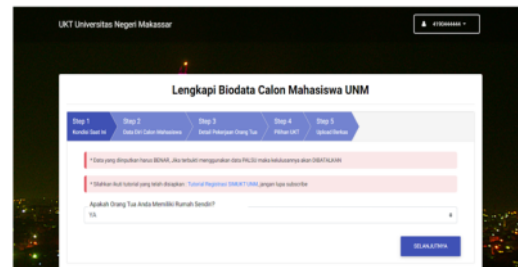 UKT Universitas Negeri Makassar
Lengkapi Biodata Calon Mahasiswa UNM
Step 1
Kondisi Saat Ini
Step 2
Data Diri Calon Mahasiswa
Step 3
Detail Pekerjaan Orang Tua
Step 4
Pilihan UKT
Step 5
Upload Berkas
* Data yang diinputkan harus BENAR, Jika terbukti menggunakan data PALSU maka kelulusannya akan DIBATALKAN
* Silahkan ikuti tutorial yang telah disiapkan : Tutorial Registrasi SIMUKT UNM, jangan lupa subscribe
Apakah Orang Tua Anda Memiliki Rumah Sendiri?
SELANJUTNYA